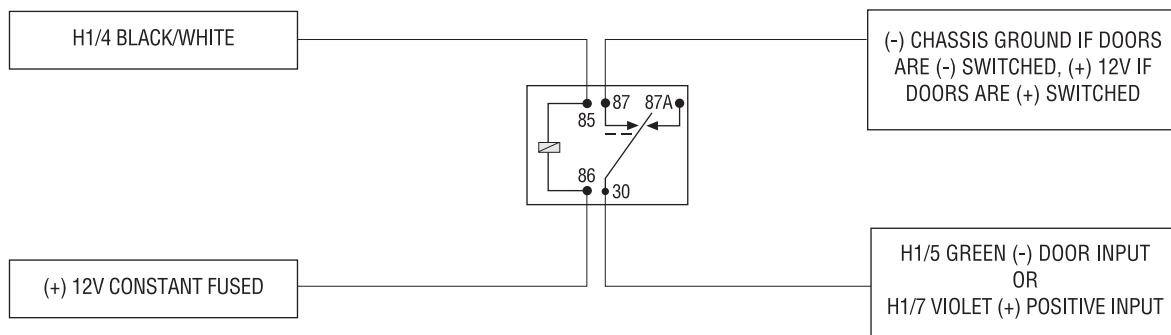 H1/4 BLACK/WHITE
(-) CHASSIS GROUND IF DOORS
ARE (-) SWITCHED, (+) 12V IF
DOORS ARE (+) SWITCHED
87 87A
85
86
30
(+) 12V CONSTANT FUSED
H1/5 GREEN (-) DOOR INPUT
OR
H1/7 VIOLET (+) POSITIVE INPUT